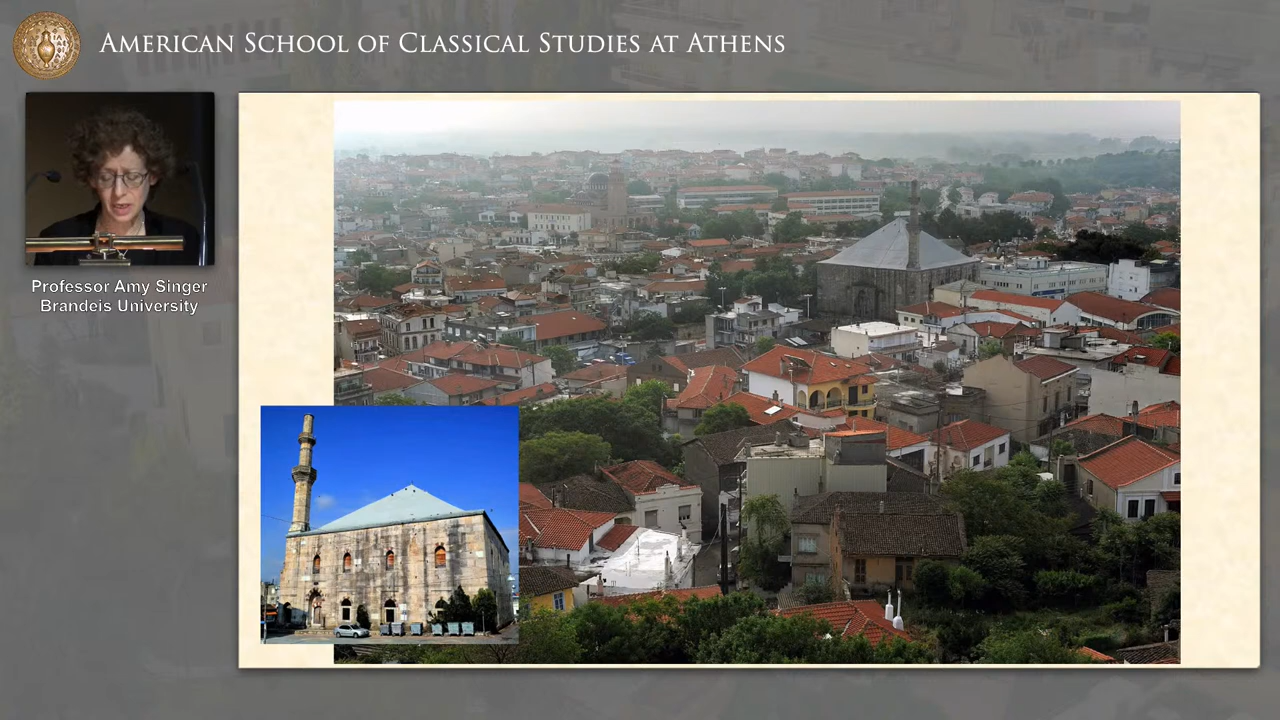 AMERICAN SCHOOL OF CLASSICAL STUDIES AT ATHENS
Professor Amy Singer
Brandeis University